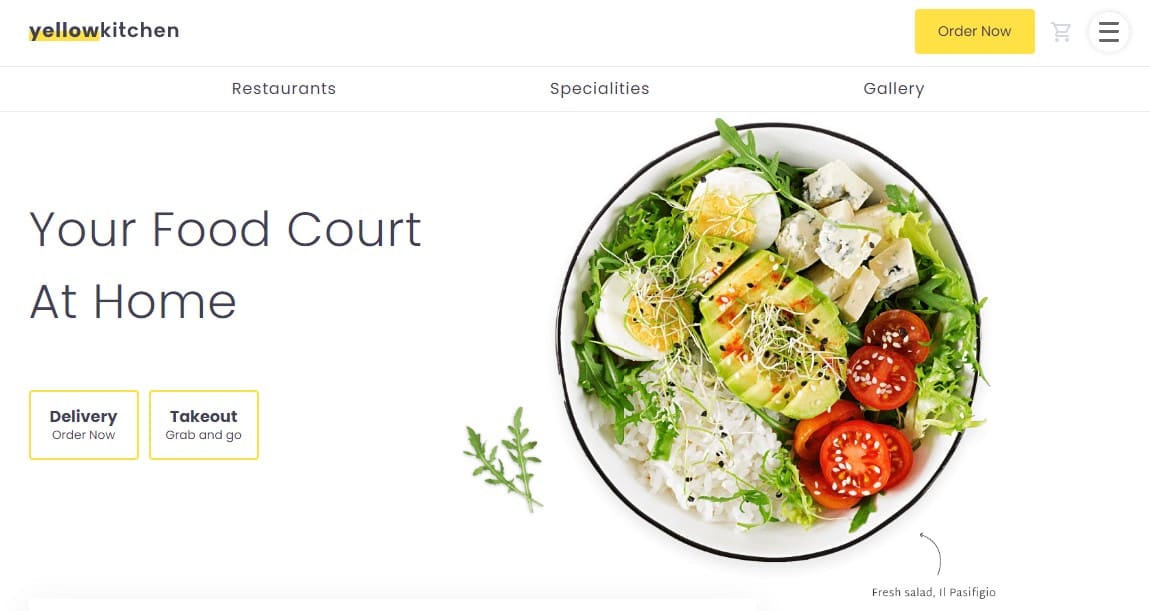 yellowkitchen
Order Now
Restaurants Specialities Gallery
Your Food Court
At Home
Delivery
Order Now
Takeout
Grab and go
Fresh salad, Il Pasifigio